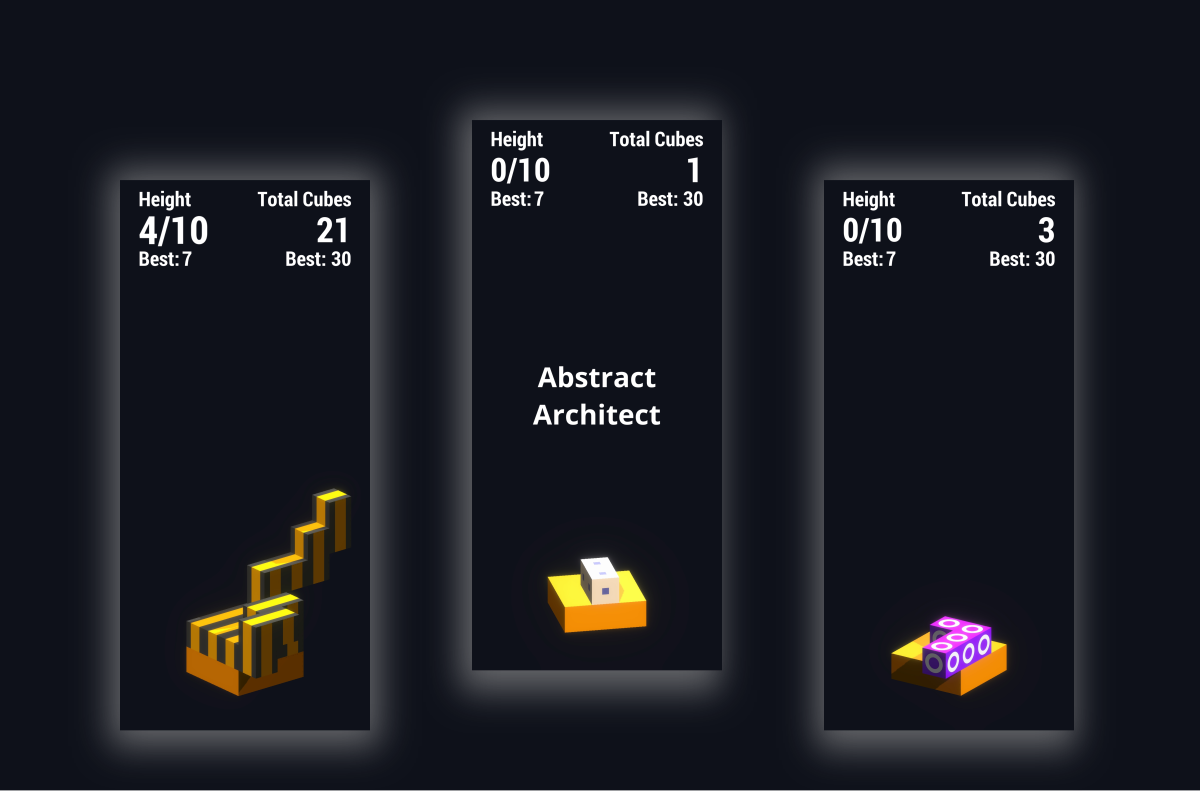 Height Total Cubes
4/10 21
Best: 7 Best: 30
Height Total Cubes
0/10 1
Best: 7 Best: 30
Abstract
Architect
Height Total Cubes
0/10 3
Best: 7 Best: 30